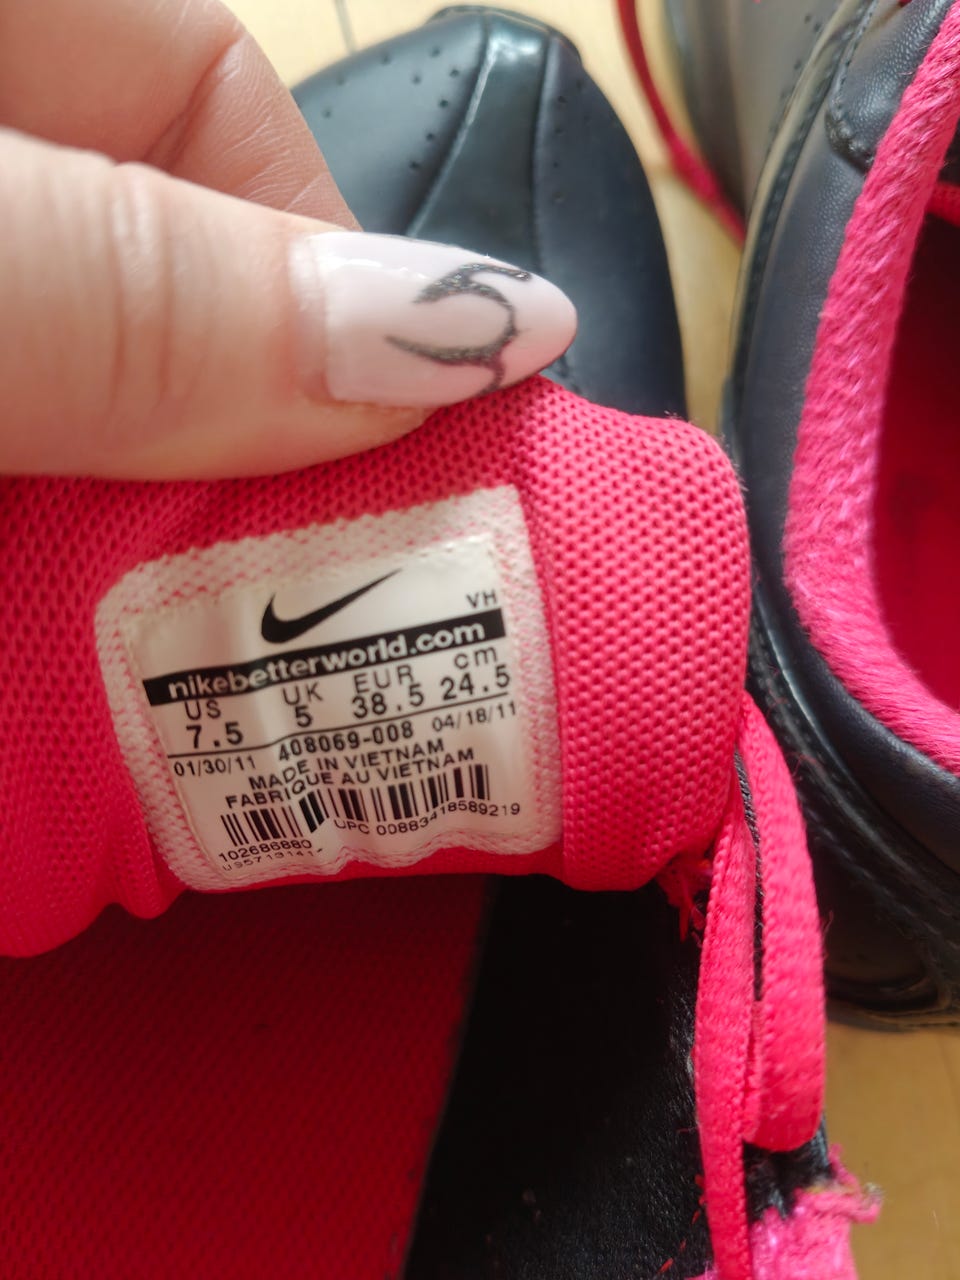 VH
nikebetterworld.com
US UK EUR cm
7.5 5 38.5 24.5
01/30/11 408069-008 04/18/11
MADE IN VIETNAM
FABRIQUE AU VIETNAM
UPC 00883418589219
102686880